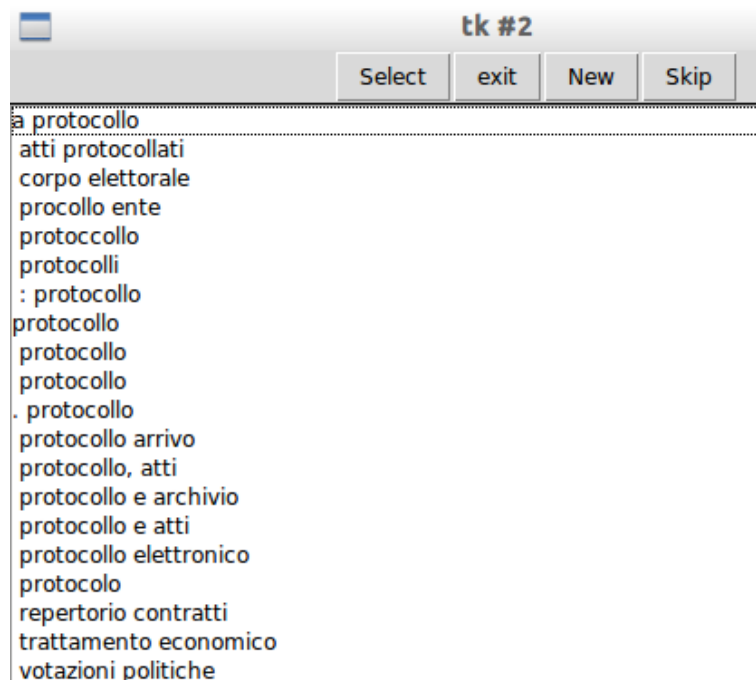 tk #2
Select exit New Skip
a protocollo
atti protocollati
corpo elettorale
procollo ente
protoccollo
protocolli
: protocollo
protocollo
protocollo
protocollo
. protocollo
protocollo arrivo
protocollo, atti
protocollo e archivio
protocollo e atti
protocollo elettronico
protocolo
repertorio contratti
trattamento economico
votazioni politiche